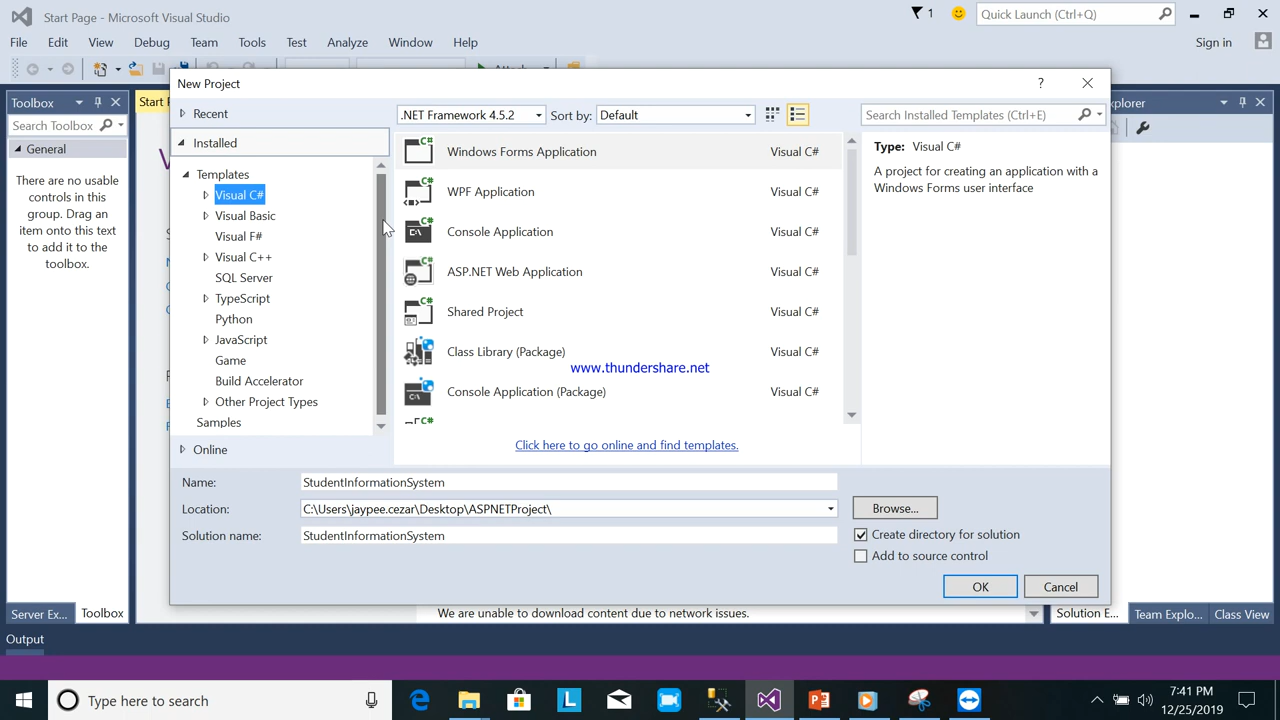 Start Page - Microsoft Visual Studio
1
Quick Launch (Ctrl+Q)
File Edit View Debug Team Tools Test Analyze Window Help
Sign in
New Project
?
Toolbox
Start P
Explorer
Recent
.NET Framework 4.5.2
Sort by: Default
Search Installed Templates (Ctrl+E)
Search Toolbox
Installed
General
There are no usable
controls in this
group. Drag an
item onto this text
to add it to the
toolbox.
Templates
Visual C#
Visual Basic
Visual F#
Visual C++
SQL Server
TypeScript
Python
JavaScript
Game
Build Accelerator
Other Project Types
Samples
Online
Windows Forms Application Visual C#
WPF Application Visual C#
Console Application Visual C#
ASP.NET Web Application Visual C#
Shared Project Visual C#
Class Library (Package) Visual C#
www.thundershare.net
Console Application (Package) Visual C#
Click here to go online and find templates.
Type: Visual C#
A project for creating an application with a
Windows Forms user interface
Name: StudentInformationSystem
Location: C:\Users\jaypee.cezar\Desktop\ASPNETProject\
Browse...
Solution name: StudentInformationSystem
Create directory for solution
Add to source control
OK Cancel
Server Ex... Toolbox
We are unable to download content due to network issues.
Solution E... Team Explo... Class View
Output
Type here to search
7:41 PM
12/25/2019